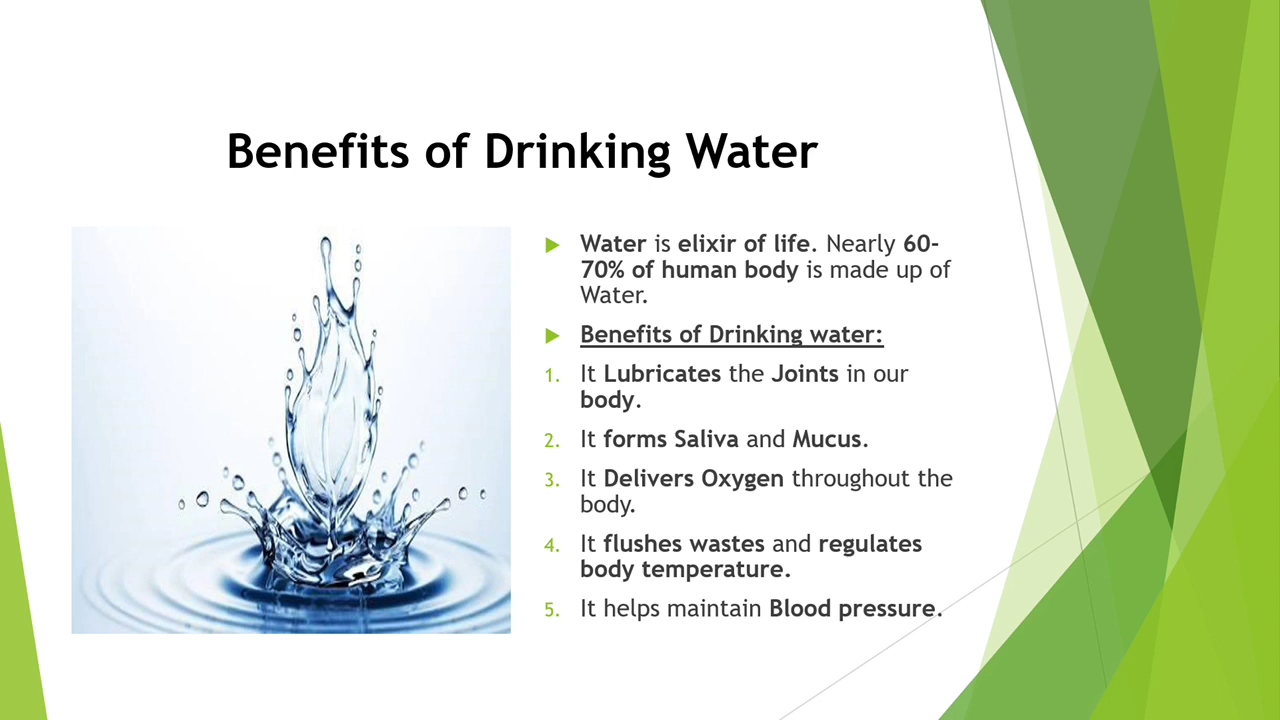 Benefits of Drinking Water
Water is elixir of life. Nearly 60-
70% of human body is made up of
Water.
Benefits of Drinking water:
1. It Lubricates the Joints in our
body.
2. It forms Saliva and Mucus.
3. It Delivers Oxygen throughout the
body.
4. It flushes wastes and regulates
body temperature.
5. It helps maintain Blood pressure.